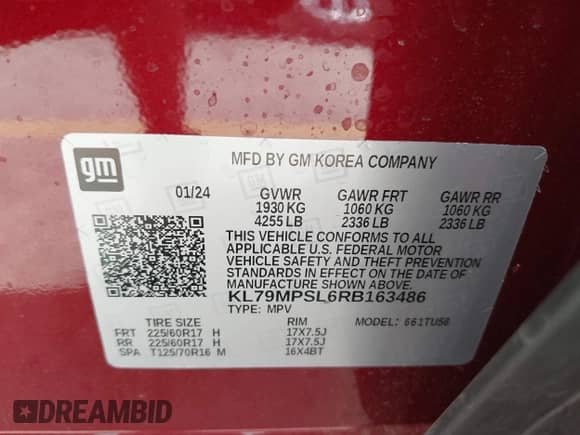 gm
MFD BY GM KOREA COMPANY
01/24 GVWR GAWR FRT GAWR RR
1930 KG 1060 KG 1060 KG
4255 LB 2336 LB 2336 LB
THIS VEHICLE CONFORMS TO ALL
APPLICABLE U.S. FEDERAL MOTOR
VEHICLE SAFETY AND THEFT PREVENTION
STANDARDS IN EFFECT ON THE DATE OF
MANUFACTURE SHOWN ABOVE.
KL79MPSL6RB163486
TYPE: MPV MODEL: 661TU56
TIRE SIZE RIM
FRT 225/60R17 H 17X7.5J
RR 225/60R17 H 17X7.5J
SPA T125/70R16 M 16X4BT
DREAMBID